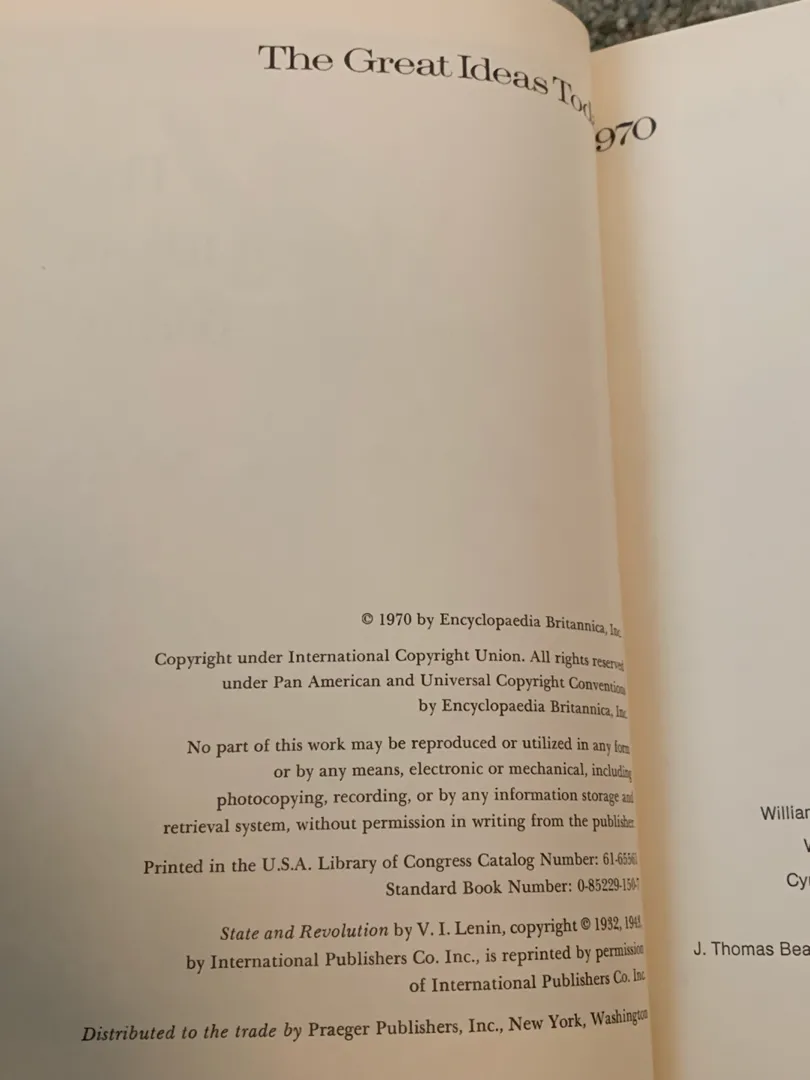 The Great Ideas Tod 970
© 1970 by Encyclopaedia Britannica, Inc.
Copyright under International Copyright Union. All rights reserved
under Pan American and Universal Copyright Convention
by Encyclopaedia Britannica, Inc.
No part of this work may be reproduced or utilized in any form
or by any means, electronic or mechanical, including
photocopying, recording, or by any information storage and
retrieval system, without permission in writing from the publisher.
Printed in the U.S.A. Library of Congress Catalog Number:
Standard Book Number:
State and Revolution by V. I. Lenin, copyright © 1932,
by International Publishers Co. Inc., is reprinted by permission
of International Publishers Co. Inc.
Distributed to the trade by Praeger Publishers, Inc., New York, Washington
Willia
Cy
J. Thomas Bea